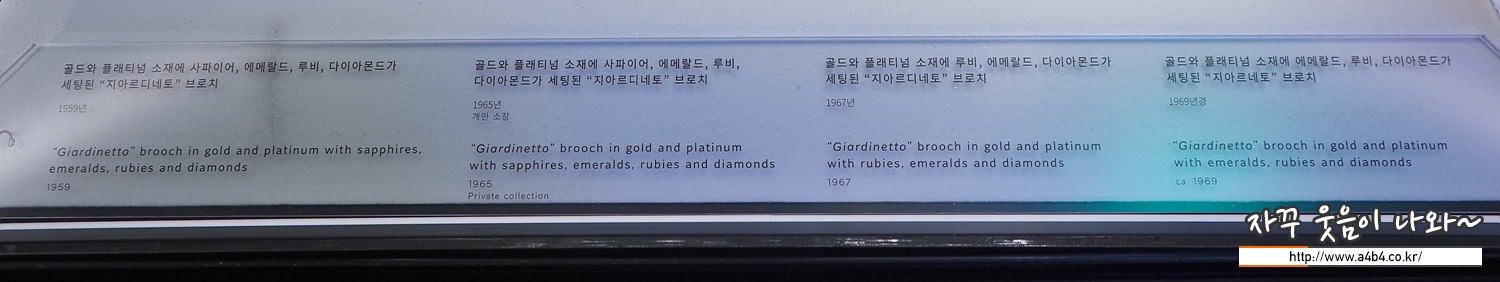 골드와 플래티넘 소재에 사파이어, 에메랄드, 루비, 다이아몬드가
세팅된 “지아르디네토” 브로치
1959년
“Giardinetto” brooch in gold and platinum with sapphires,
emeralds, rubies and diamonds
1959
골드와 플래티넘 소재에 사파이어, 에메랄드, 루비,
다이아몬드가 세팅된 “지아르디네토” 브로치
1965년
개인 소장
“Giardinetto” brooch in gold and platinum
with sapphires, emeralds, rubies and diamonds
1965
Private collection
골드와 플래티넘 소재에 루비, 에메랄드, 다이아몬드가
세팅된 “지아르디네토” 브로치
1967년
“Giardinetto” brooch in gold and platinum
with rubies, emeralds and diamonds
1967
골드와 플래티넘 소재에 에메랄드, 루비, 다이아몬드가
세팅된 “지아르디네토” 브로치
1969년경
“Giardinetto” brooch in gold and platinum
with emeralds, rubies and diamonds
ca. 1969
자꾸 웃음이 나와~
http://www.a4b4.co.kr/